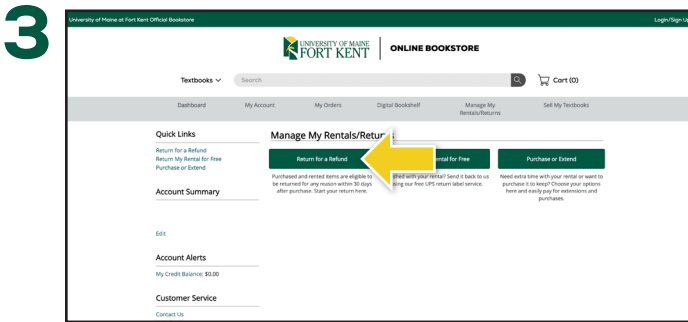 3
University of Maine at Fort Kent Official Bookstore
Login/Sign Up
UNIVERSITY OF MAINE
FORT KENT
ONLINE BOOKSTORE
Textbooks
Search
Cart (0)
Dashboard
My Account
My Orders
Digital Bookshelf
Manage My
Rentals/Returns
Sell My Textbooks
Quick Links
Return for a Refund
Return My Rental for Free
Purchase or Extend
Account Summary
Edit
Account Alerts
My Credit Balance: $0.00
Customer Service
Contact Us
Manage My Rentals/Returns
Return for a Refund
Purchased and rented items are eligible to
be returned for any reason within 30 days
after purchase. Start your return here.
for Free
with your rental? Send it back to us
using our free UPS return label service.
Purchase or Extend
Need extra time with your rental or want to
purchase it to keep? Choose your options
here and easily pay for extensions and
purchases.